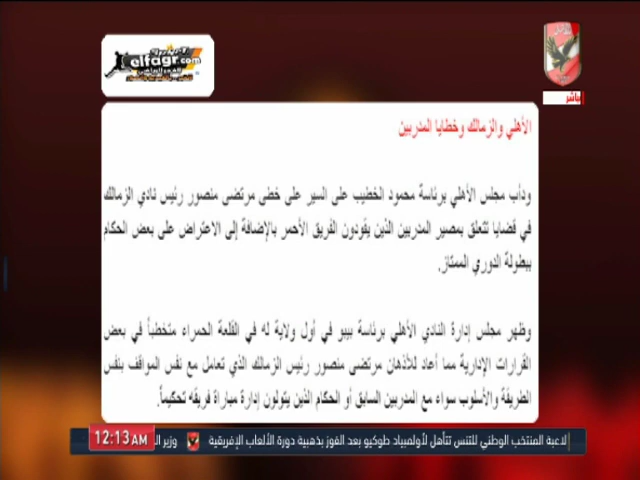 elfagr.com
مباشر
الأهلي والزمالك وخطايا المدربين
ودأب مجلس الأهلي برئاسة محمود الخطيب على السير على خطى مرتضى منصور رئيس نادي الزمالك
في قضايا تتعلق بمصير المدربين الذين يقودون الفريق الأحمر بالإضافة إلى الاعتراض على بعض الحكام
ببطولة الدوري الممتاز.
وظهر مجلس إدارة النادي الأهلي برئاسة بيبو في أول ولاية له في القلعة الحمراء متخبطاً في بعض
القرارات الإدارية مما أعاد للأذهان مرتضى منصور رئيس الزمالك الذي تعامل مع نفس المواقف بنفس
الطريقة والأسلوب سواء مع المدربين السابق أو الحكام الذين يتولون إدارة مباراة فريقه تحكيماً.
لاعبة المنتخب الوطني للتنس تتأهل لأولمبياد طوكيو بعد الفوز بذهبية دورة الألعاب الإفريقية وزير ال
12:13 AM